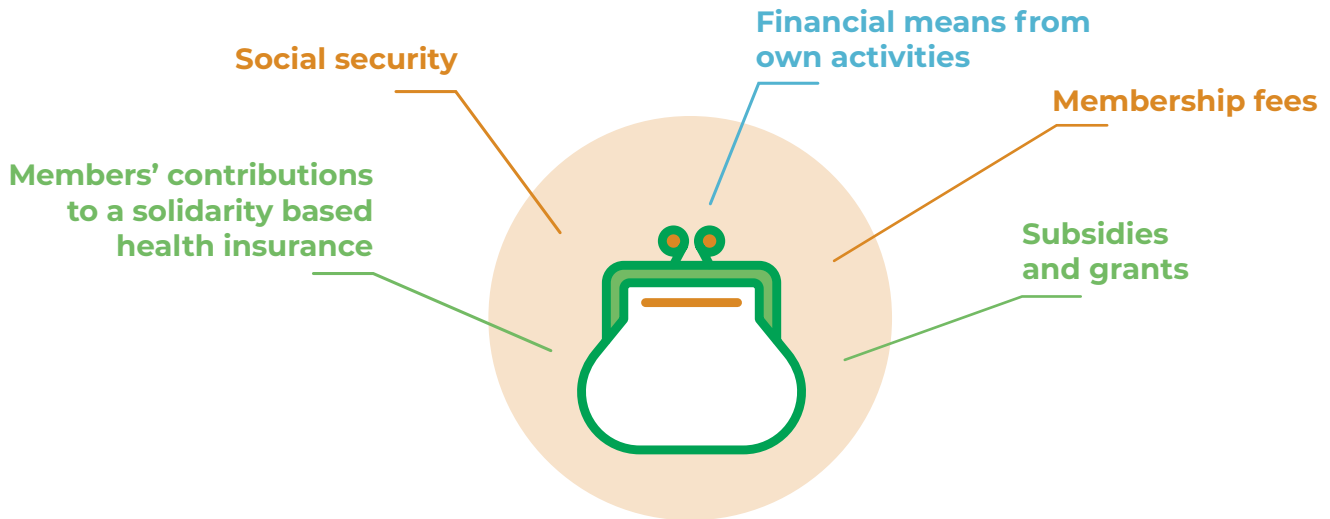 Social security
Financial means from
own activities
Membership fees
Members’ contributions
to a solidarity based
health insurance
Subsidies
and grants